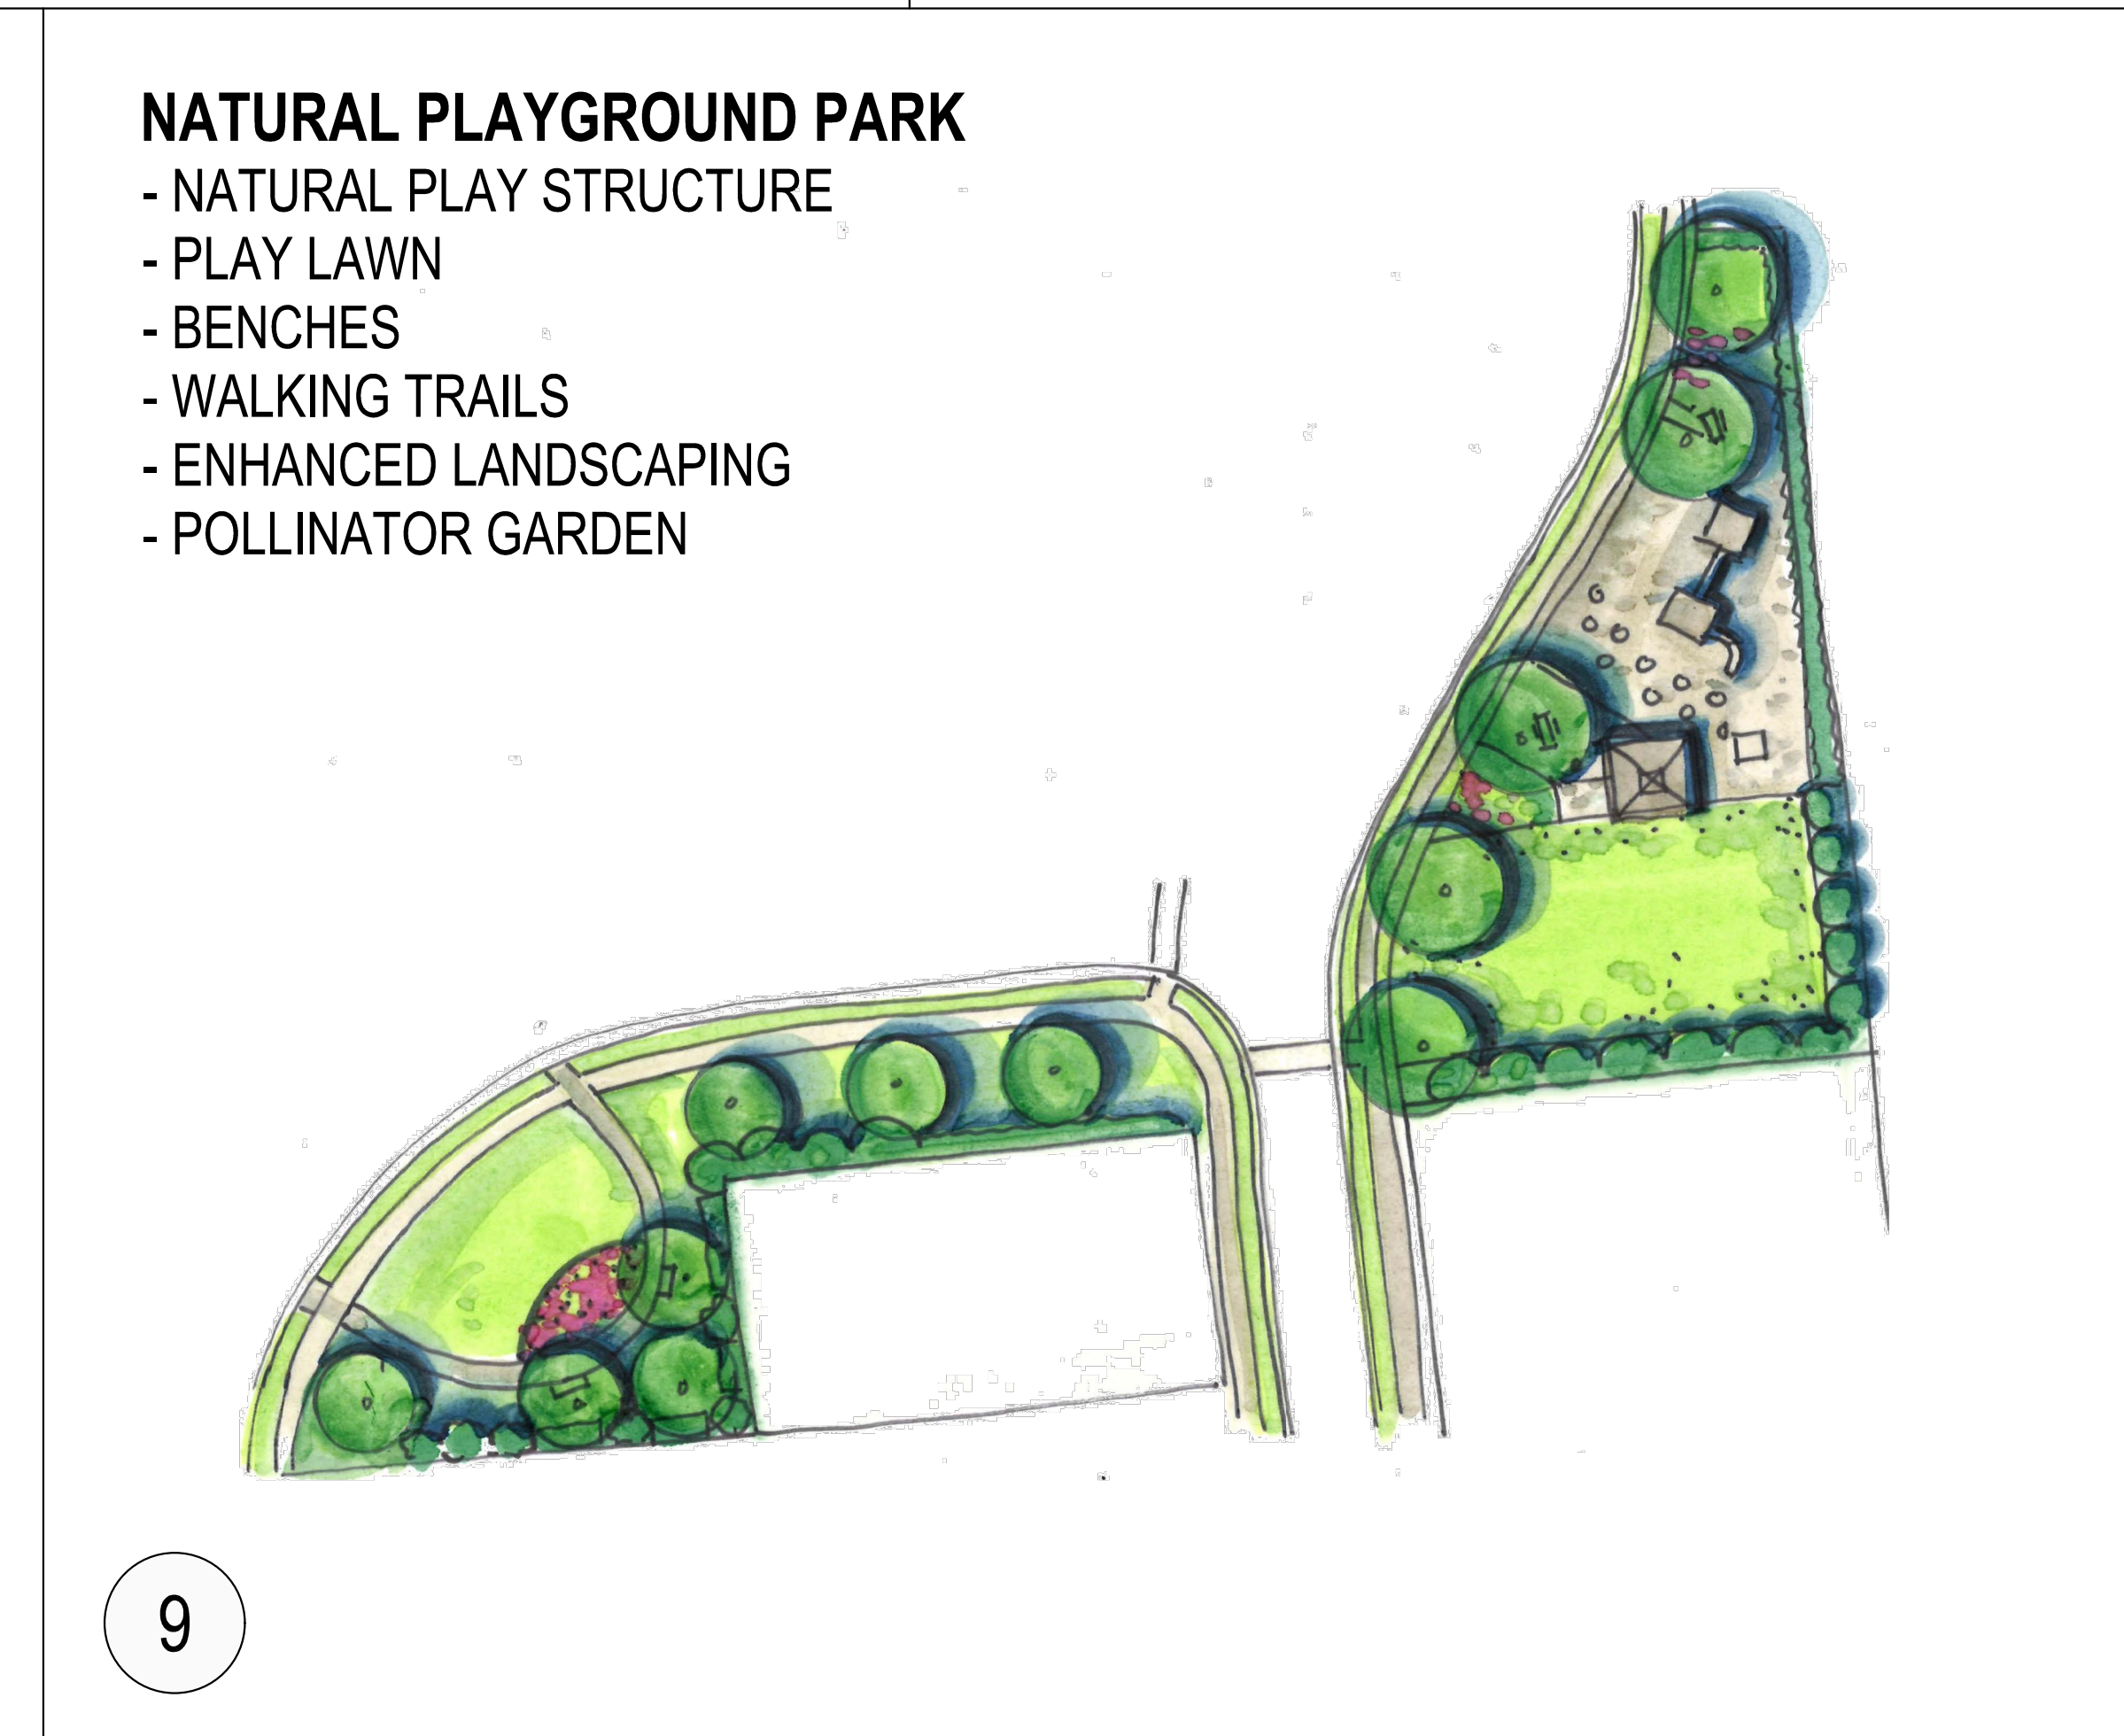 NATURAL PLAYGROUND PARK
- NATURAL PLAY STRUCTURE
- PLAY LAWN
- BENCHES
- WALKING TRAILS
- ENHANCED LANDSCAPING
- POLLINATOR GARDEN
9